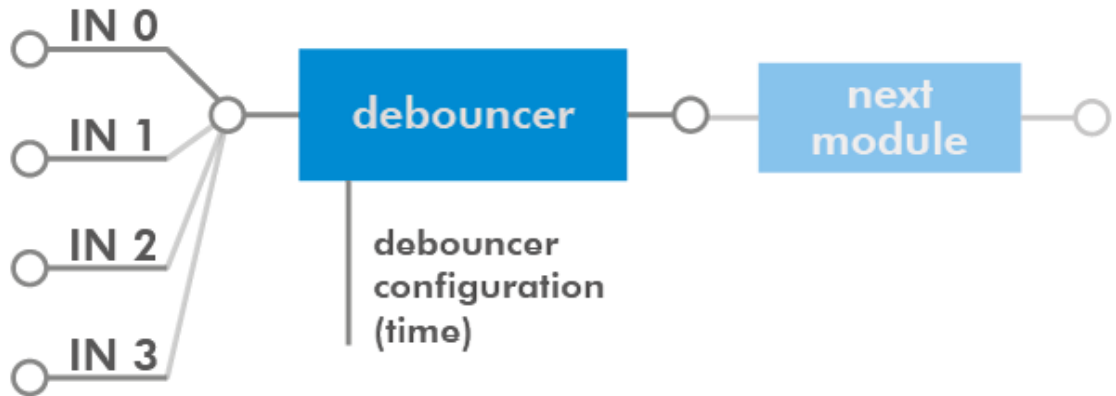 IN 0
IN 1
IN 2
IN 3
debouncer
debouncer
configuration
(time)
next
module